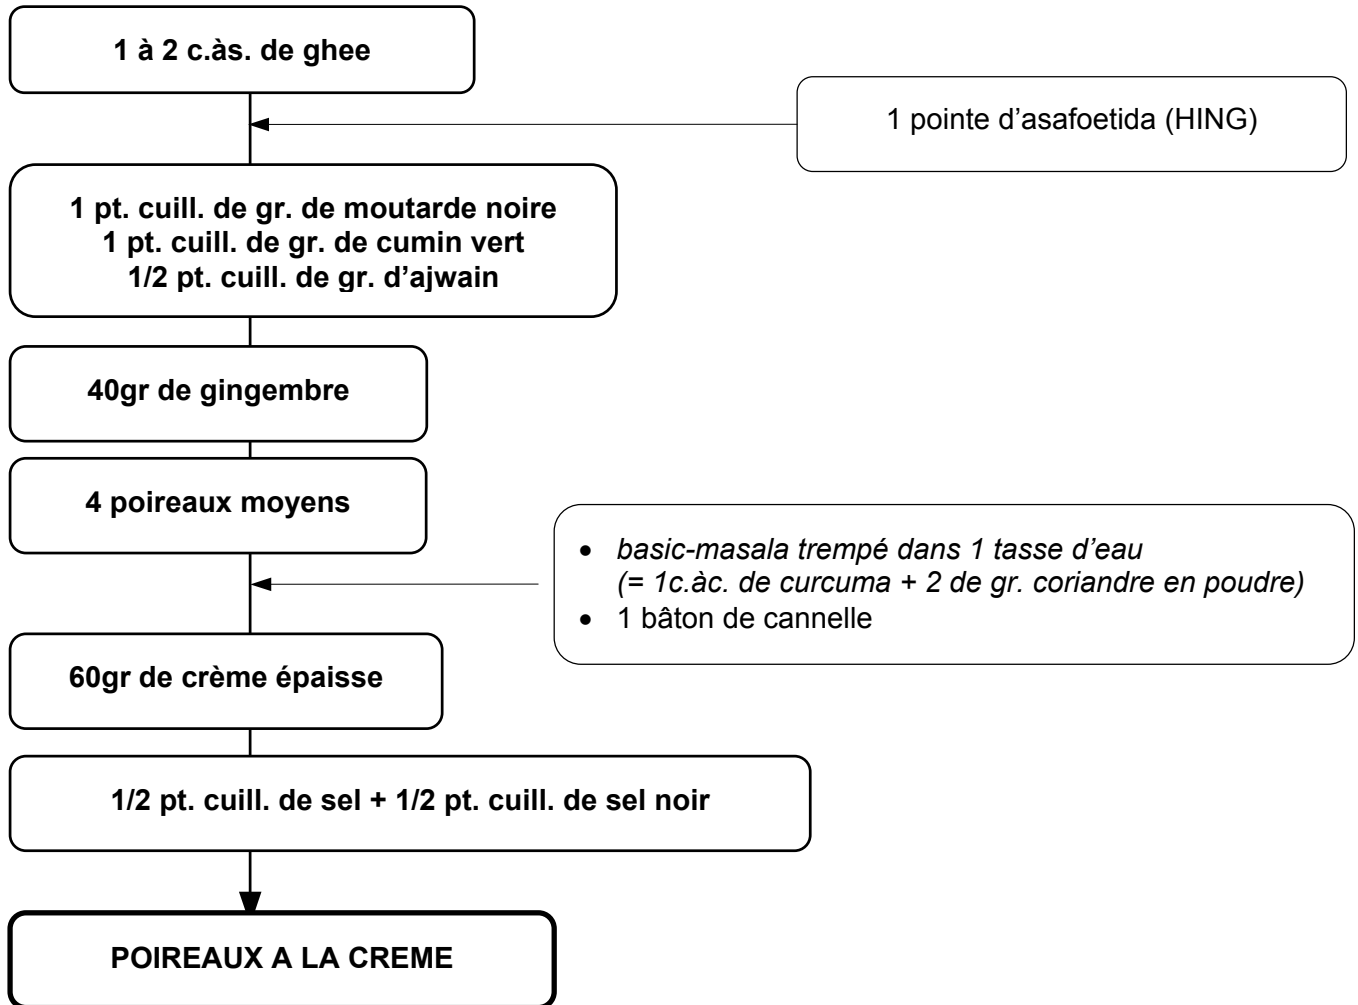 1 à 2 c.às. de ghee
1 pointe d’asafoetida (HING)
1 pt. cuill. de gr. de moutarde noire
1 pt. cuill. de gr. de cumin vert
1/2 pt. cuill. de gr. d’ajwain
40gr de gingembre
4 poireaux moyens
• basic-masala trempé dans 1 tasse d’eau
(= 1c.àc. de curcuma + 2 de gr. coriandre en poudre)
• 1 bâton de cannelle
60gr de crème épaisse
1/2 pt. cuill. de sel + 1/2 pt. cuill. de sel noir
POIREAUX A LA CREME